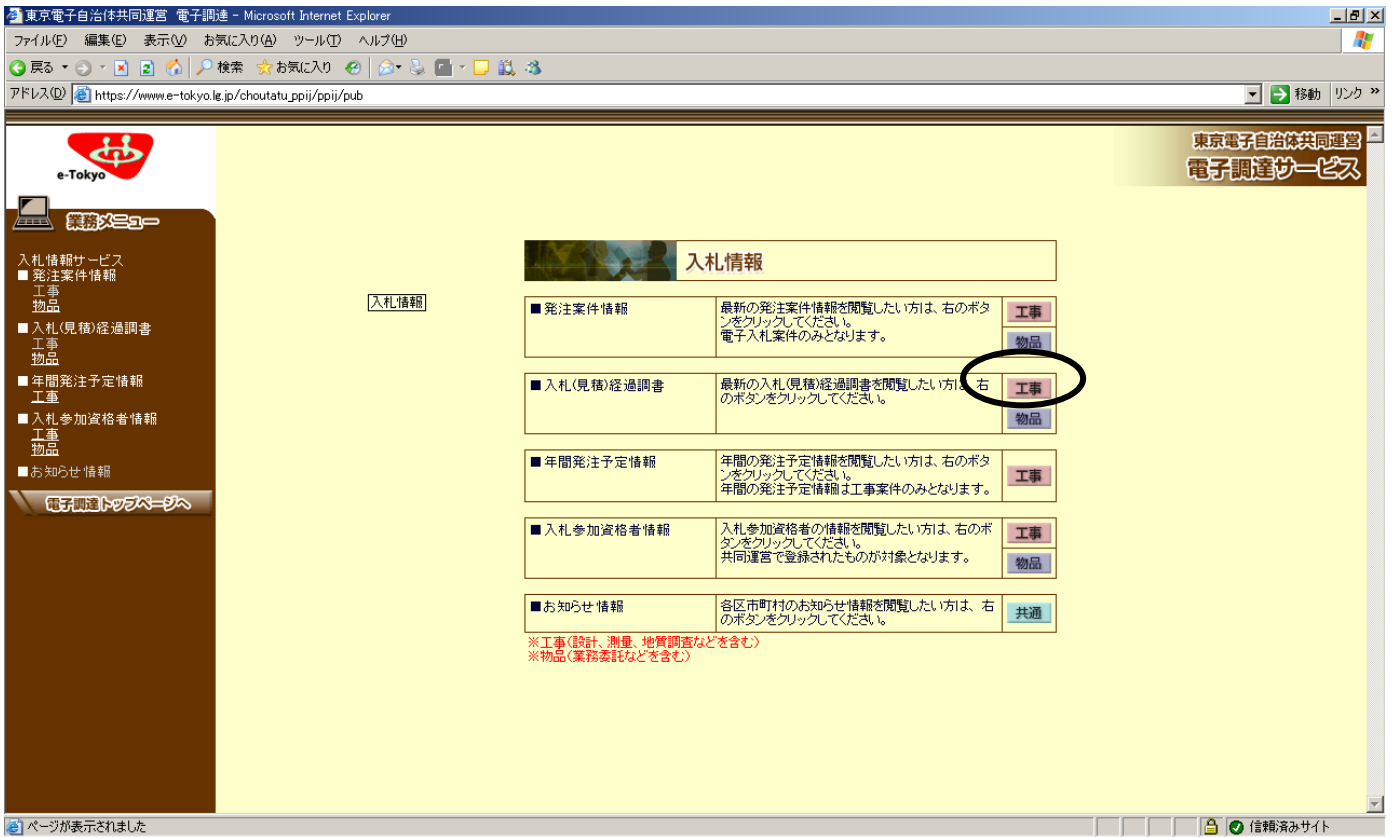 東京電子自治体共同運営 電子調達 - Microsoft Internet Explorer
ファイル(F) 編集(E) 表示(V) お気に入り(A) ツール(T) ヘルプ(H)
戻る 検索 お気に入り
アドレス(D) https://www.e-tokyo.lg.jp/choutatu_ppij/ppij/pub 移動 リンク »
e-Tokyo
東京電子自治体共同運営
電子調達サービス
業務メニュー
入札情報サービス
■ 発注案件情報
工事
物品
■ 入札(見積)経過調書
工事
物品
■ 年間発注予定情報
工事
■ 入札参加資格者情報
工事
物品
■お知らせ情報
電子調達トップページへ
入札情報
入札情報
■ 発注案件情報
最新の発注案件情報を閲覧したい方は、右のボタ
ンをクリックしてください。
電子入札案件のみとなります。
工事
物品
■ 入札(見積)経過調書
最新の入札(見積)経過調書を閲覧したい方は、右
のボタンをクリックしてください。
工事
物品
■ 年間発注予定情報
年間の発注予定情報を閲覧したい方は、右のボタ
ンをクリックしてください。
年間の発注予定情報は工事案件のみとなります。
工事
■ 入札参加資格者情報
入札参加資格者の情報を閲覧したい方は、右のボ
タンをクリックしてください。
共同運営で登録されたものが対象となります。
工事
物品
■お知らせ情報
各区市町村のお知らせ情報を閲覧したい方は、右
のボタンをクリックしてください。
共通
※工事(設計、測量、地質調査などを含む)
※物品(業務委託などを含む)
ページが表示されました
信頼済みサイト